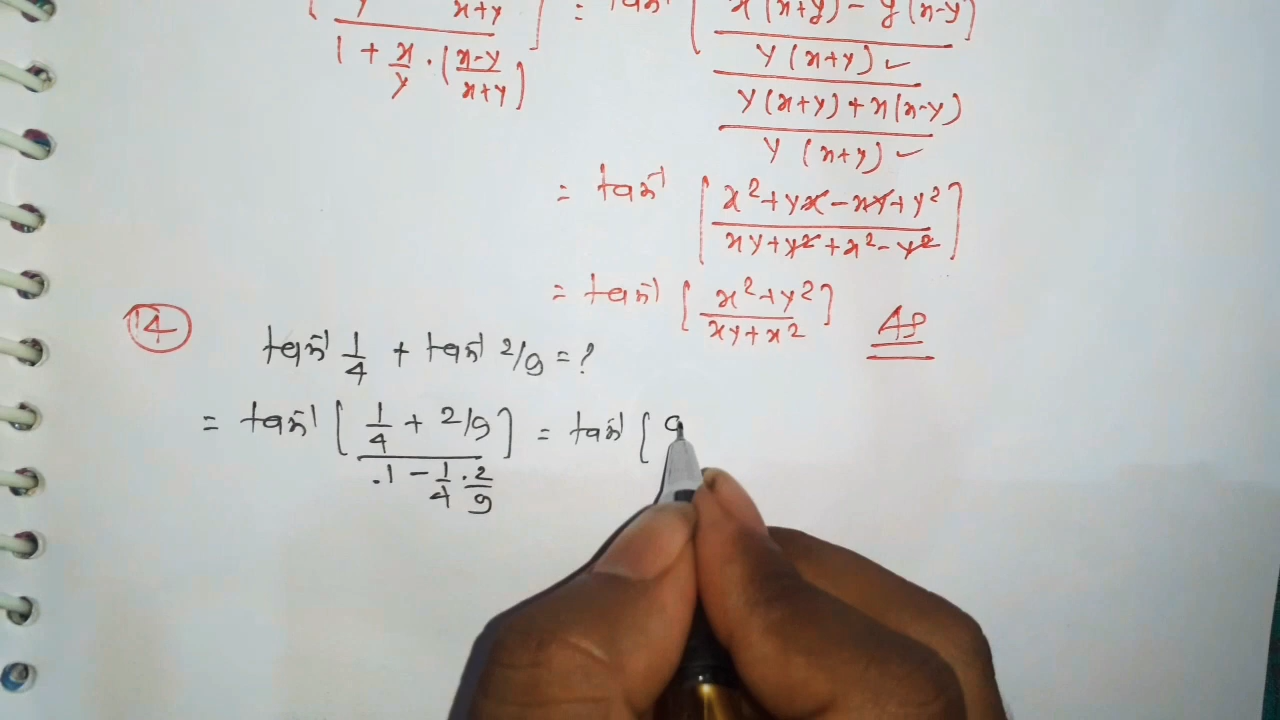 y x+y ] = tan⁻¹ [ x(x+y) - y(x-y) ]
1 + x/y · (x-y / x+y) y(x+y) ✓
y(x+y) + x(x-y)
y (x+y) ✓
= tan⁻¹ [ x²+yx-xy+y² / xy+y²+x²-y² ]
= tan⁻¹ [ x²+y² / xy+x² ]
14 tan⁻¹ 1/4 + tan⁻¹ 2/9 = ?
= tan⁻¹ [ 1/4 + 2/9 / .1 - 1/4 · 2/9 ] = tan⁻¹ [ 9